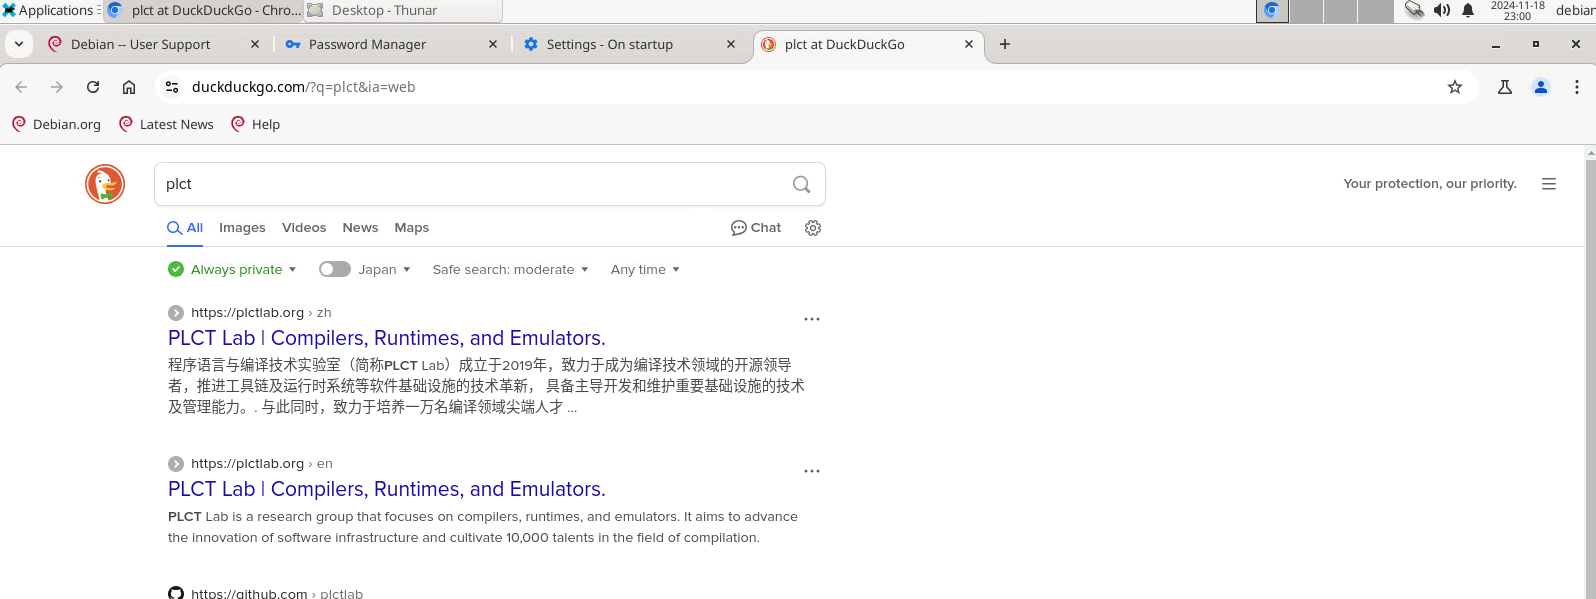 Applications plct at DuckDuckGo - Chro... Desktop - Thunar 2024-11-18 debian
23:00
Debian -- User Support Password Manager Settings - On startup plct at DuckDuckGo
duckduckgo.com/?q=plct&ia=web
Debian.org Latest News Help
plct Your protection, our priority.
All Images Videos News Maps Chat
Always private Japan Safe search: moderate Any time
https://plctlab.org › zh
PLCT Lab | Compilers, Runtimes, and Emulators.
程序语言与编译技术实验室（简称PLCT Lab）成立于2019年，致力于成为编译技术领域的开源领导
者，推进工具链及运行时系统等软件基础设施的技术革新， 具备主导开发和维护重要基础设施的技术
及管理能力。. 与此同时，致力于培养一万名编译领域尖端人才 ...
https://plctlab.org › en
PLCT Lab | Compilers, Runtimes, and Emulators.
PLCT Lab is a research group that focuses on compilers, runtimes, and emulators. It aims to advance
the innovation of software infrastructure and cultivate 10,000 talents in the field of compilation.
https://github.com › plctlab